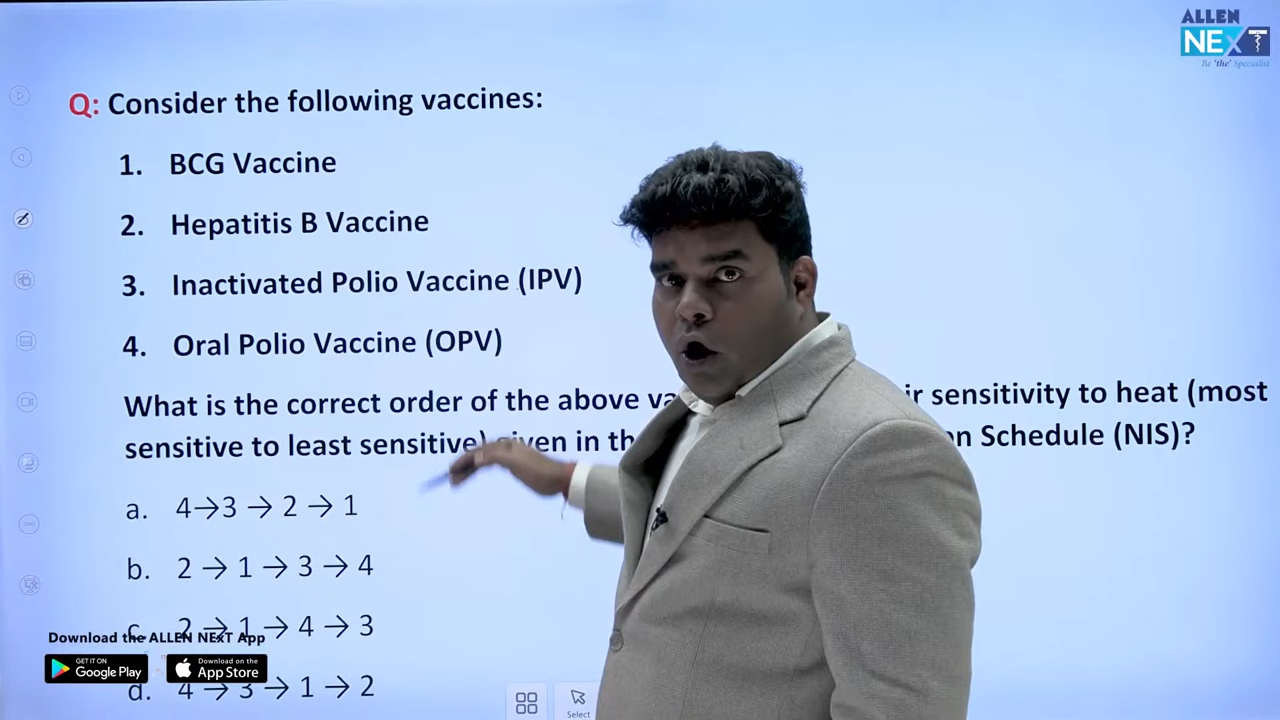 ALLEN
NEXT
Be 'the' Specialist
Q: Consider the following vaccines:
1. BCG Vaccine
2. Hepatitis B Vaccine
3. Inactivated Polio Vaccine (IPV)
4. Oral Polio Vaccine (OPV)
What is the correct order of the above sensitivity to heat (most
sensitive to least sensitive) given in Schedule (NIS)?
a. 4→3 → 2 → 1
b. 2 → 1 → 3 → 4
c. 2 → 1 → 4 → 3
Download the ALLEN NExT App
GET IT ON Google Play
Download on the App Store
d. 4 → 3 → 1 → 2
Select